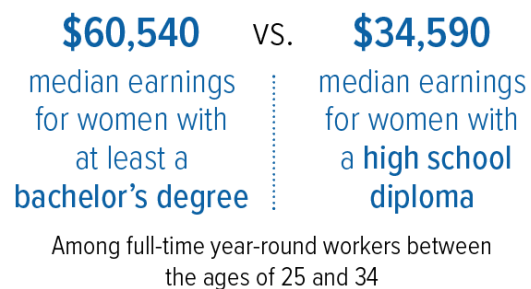 $60,540
median earnings
for women with
at least a
bachelor's degree
vs.
$34,590
median earnings
for women with
a high school
diploma
Among full-time year-round workers between
the ages of 25 and 34